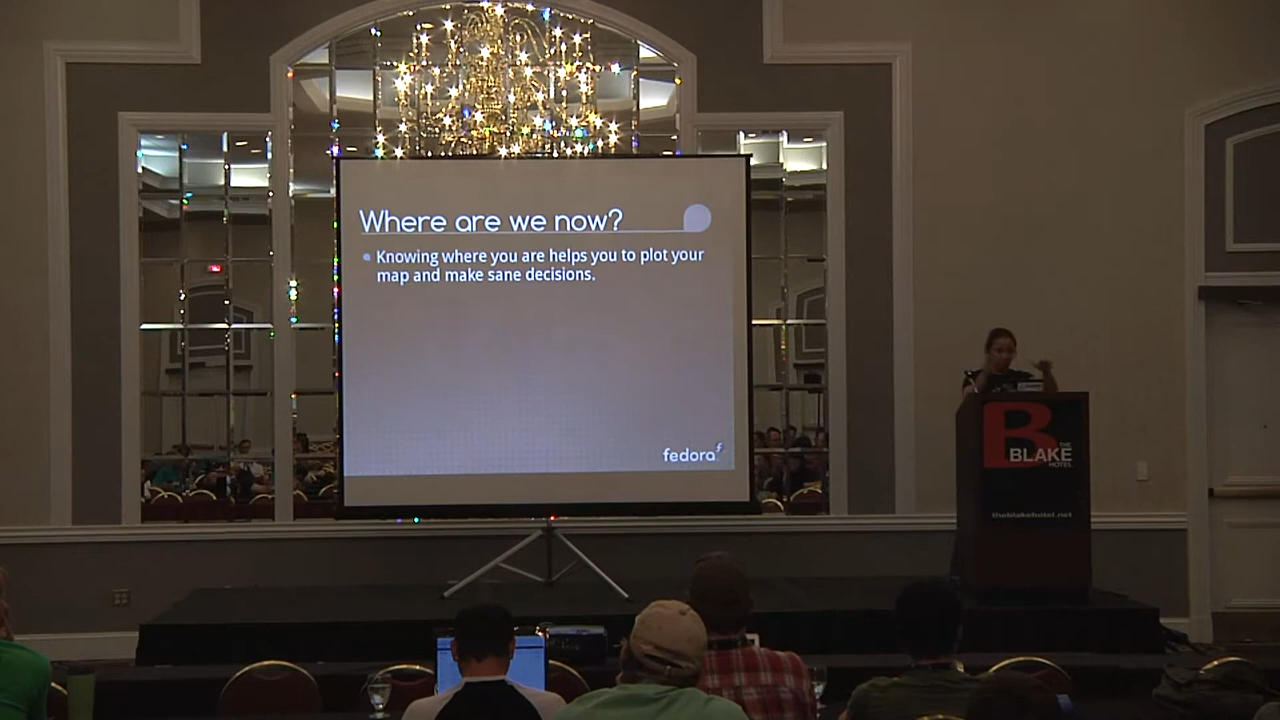 Where are we now?
Knowing where you are helps you to plot your
map and make sane decisions.
fedora
B
THE
BLAKE
HOTEL
theblakehotel.net